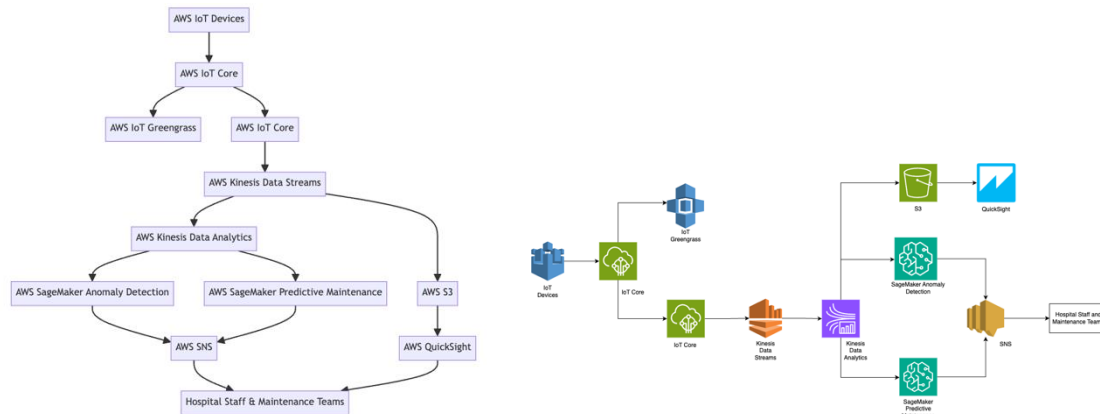 AWS IoT Devices
AWS IoT Core
AWS IoT Greengrass
AWS IoT Core
AWS Kinesis Data Streams
AWS Kinesis Data Analytics
AWS SageMaker Anomaly Detection
AWS SageMaker Predictive Maintenance
AWS S3
AWS SNS
AWS QuickSight
Hospital Staff & Maintenance Teams
S3
QuickSight
IoT
Greengrass
IoT
Devices
IoT Core
SageMaker Anomaly
Detection
Hospital Staff and
Maintenance Team
IoT Core
Kinesis
Data
Streams
Kinesis
Data
Analytics
SNS
SageMaker
Predictive